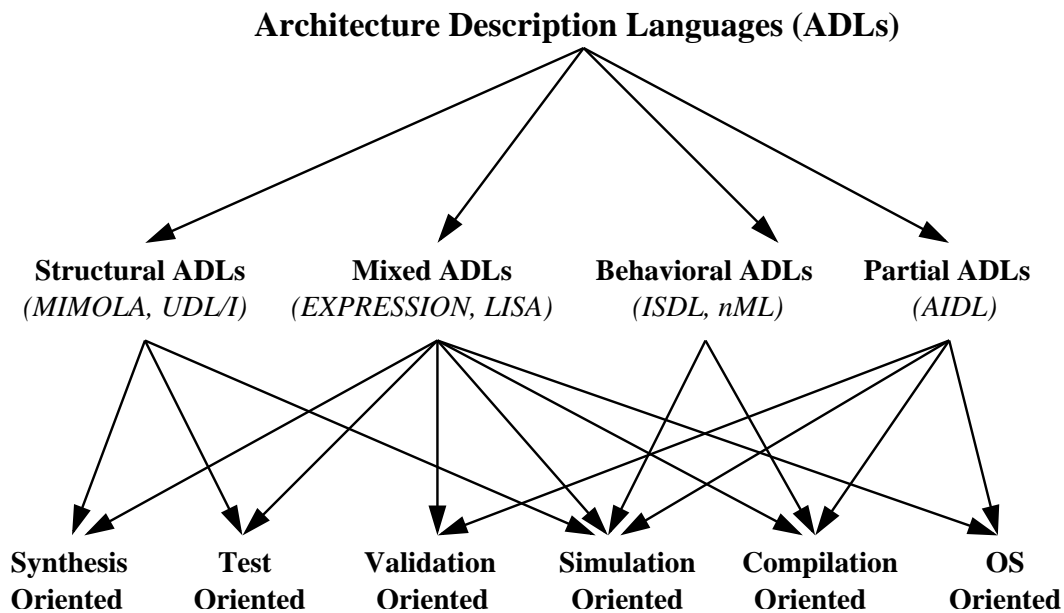 Architecture Description Languages (ADLs)
Structural ADLs Mixed ADLs Behavioral ADLs Partial ADLs
(MIMOLA, UDL/I) (EXPRESSION, LISA) (ISDL, nML) (AIDL)
Synthesis Test Validation Simulation Compilation OS
Oriented Oriented Oriented Oriented Oriented Oriented